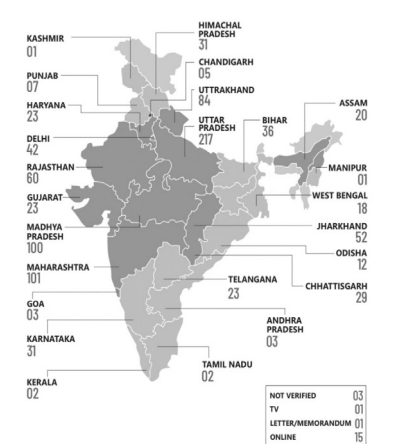 KASHMIR
01
PUNJAB
07
HARYANA
23
DELHI
42
RAJASTHAN
60
GUJARAT
23
MADHYA
PRADESH
100
MAHARASHTRA
101
GOA
03
KARNATAKA
31
KERALA
02
HIMACHAL
PRADESH
31
CHANDIGARH
05
UTTRAKHAND
84
UTTAR
PRADESH
217
BIHAR
36
ASSAM
20
MANIPUR
01
WEST BENGAL
18
JHARKHAND
52
ODISHA
12
CHHATTISGARH
29
TELANGANA
23
ANDHRA
PRADESH
03
TAMIL NADU
02
NOT VERIFIED 03
TV 01
LETTER/MEMORANDUM 01
ONLINE 15